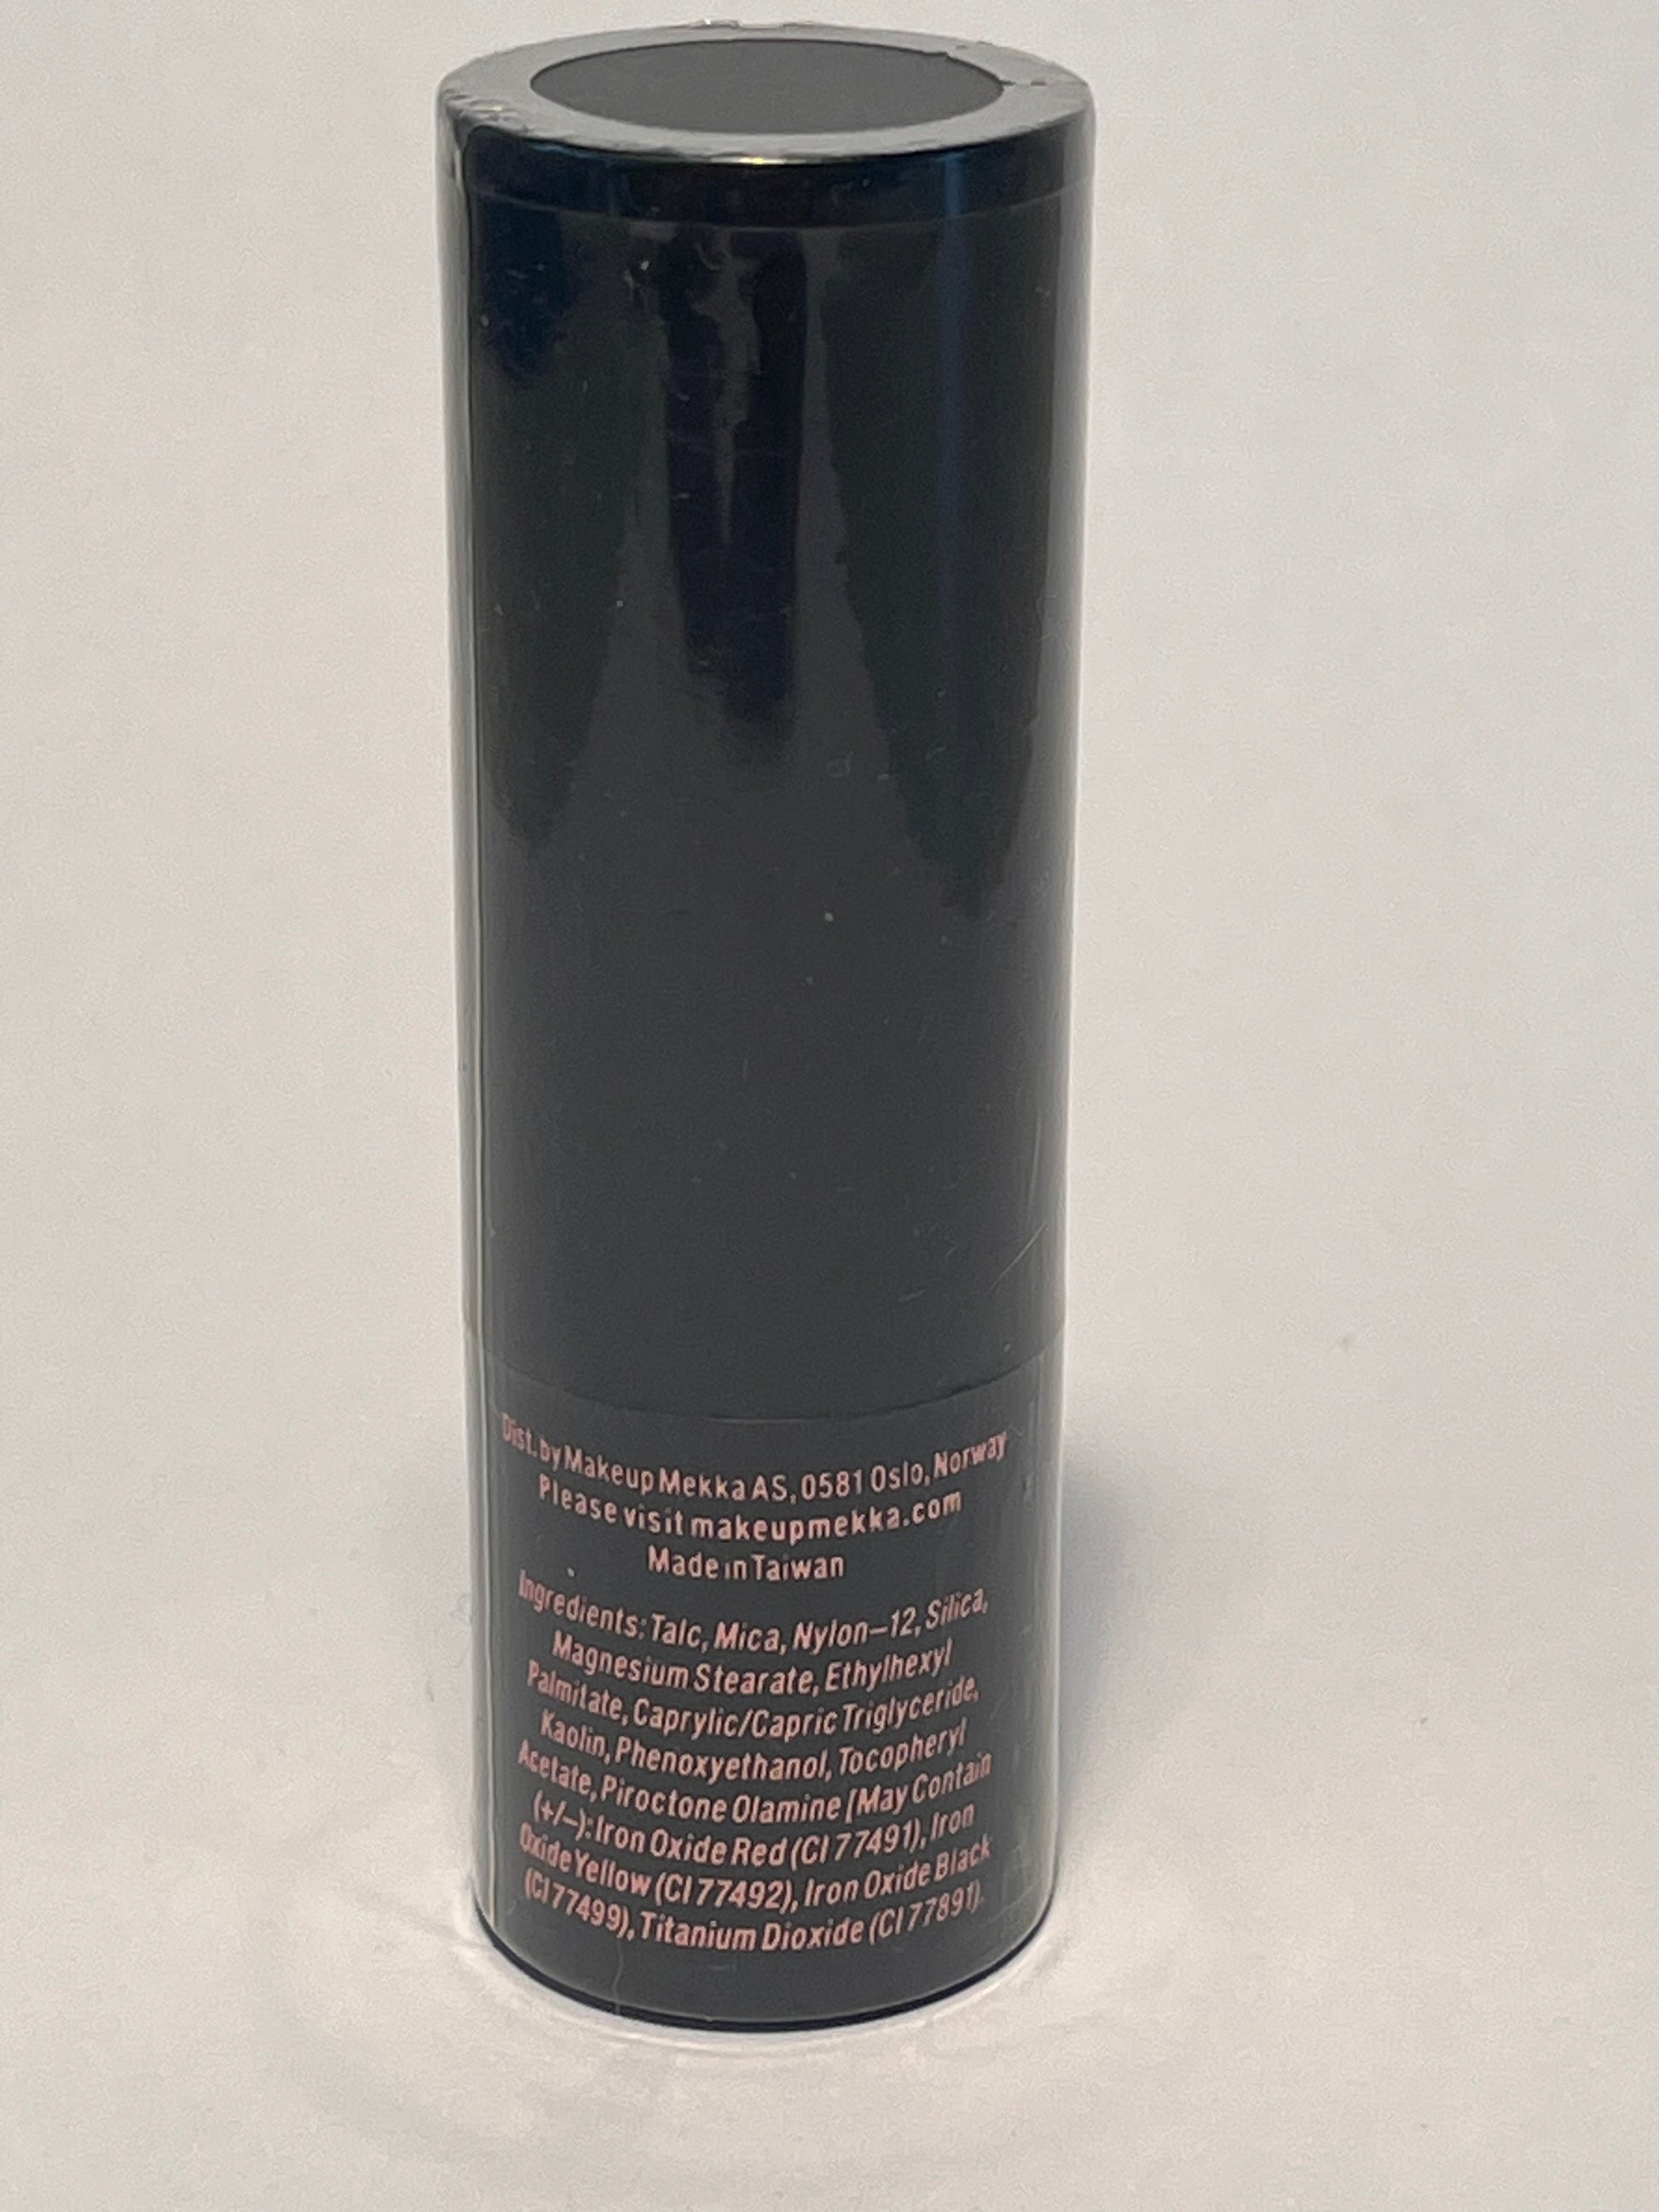 Dist. by Makeup Mekka AS, 0581 Oslo, Norway
Please visit makeupmekka.com
Made in Taiwan
Ingredients: Talc, Mica, Nylon–12, Silica,
Magnesium Stearate, Ethylhexyl
Palmitate, Caprylic/Capric Triglyceride,
Kaolin, Phenoxyethanol, Tocopheryl
Acetate, Piroctone Olamine [May Contain
(+/–): Iron Oxide Red (CI 77491), Iron
Oxide Yellow (CI 77492), Iron Oxide Black
(CI 77499), Titanium Dioxide (CI 77891).